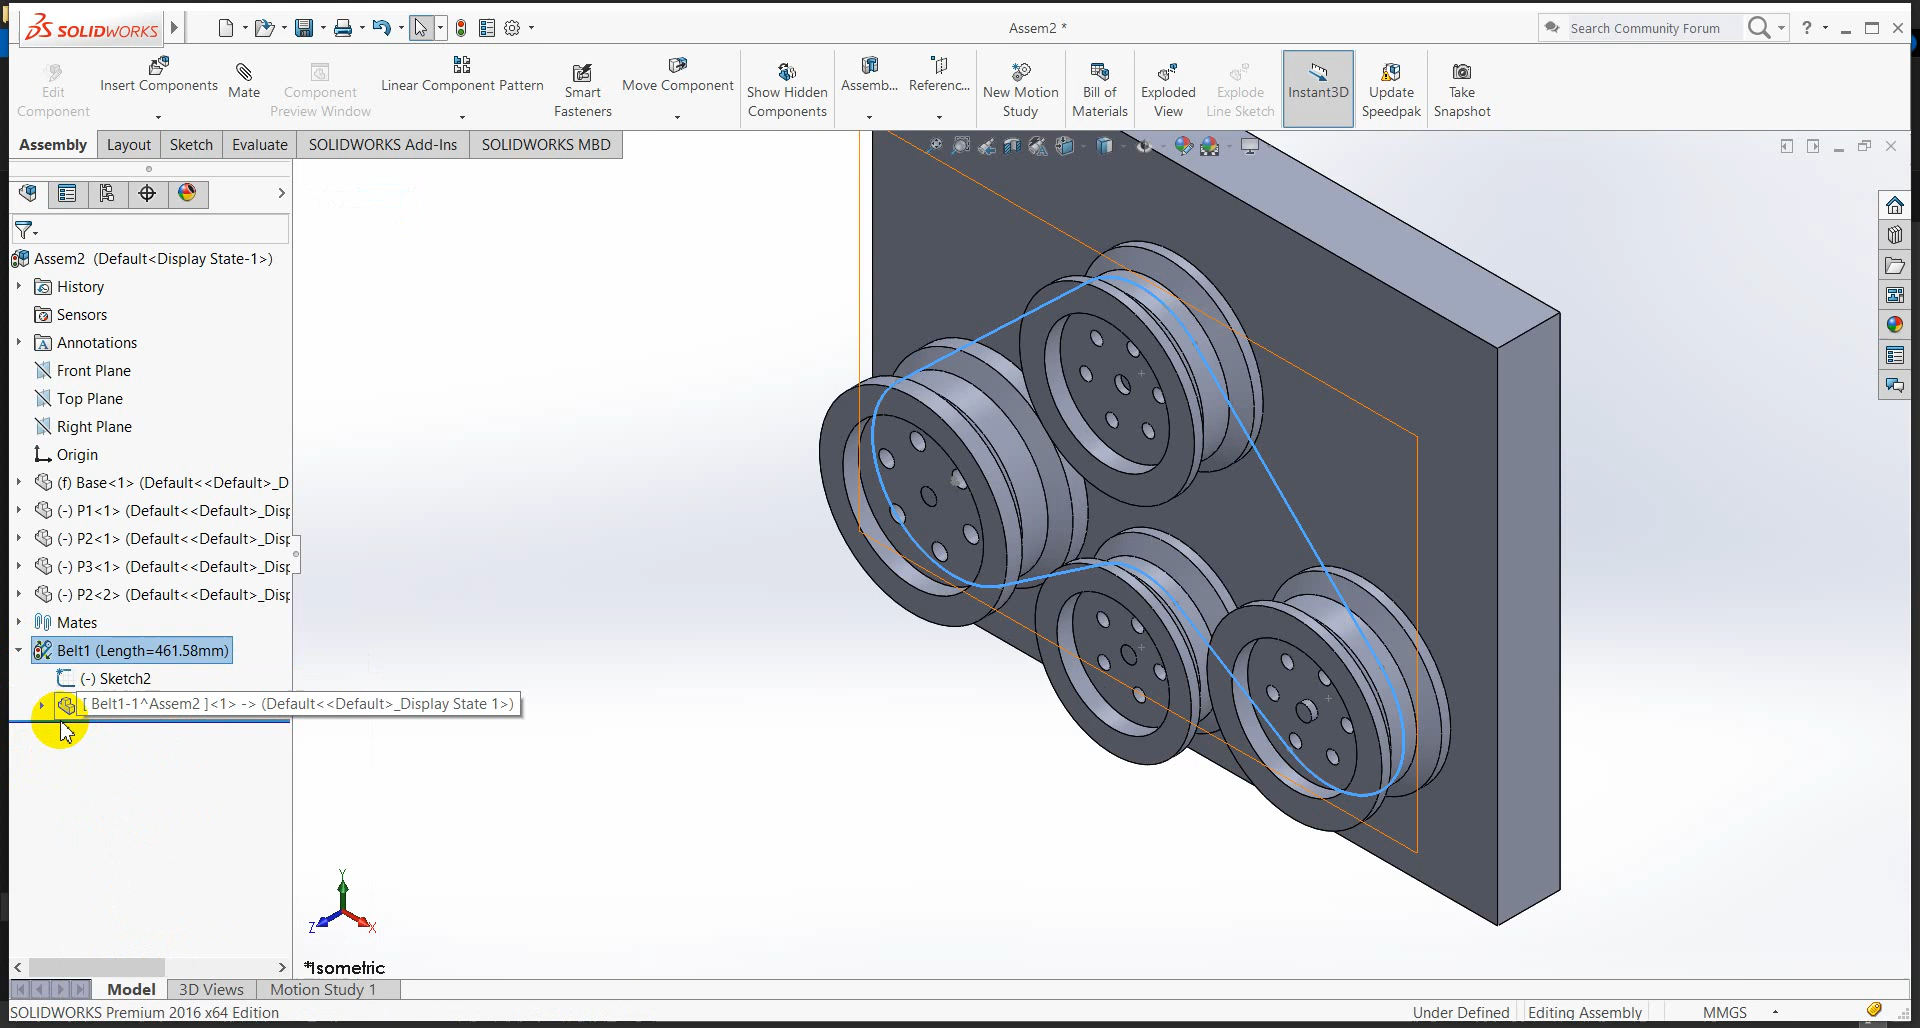 SOLIDWORKS
Assem2 *
Search Community Forum
?
Edit Component
Insert Components
Mate
Component Preview Window
Linear Component Pattern
Smart Fasteners
Move Component
Show Hidden Components
Assemb...
Referenc...
New Motion Study
Bill of Materials
Exploded View
Explode Line Sketch
Instant3D
Update Speedpak
Take Snapshot
Assembly
Layout
Sketch
Evaluate
SOLIDWORKS Add-Ins
SOLIDWORKS MBD
Assem2 (Default<Display State-1>)
History
Sensors
Annotations
Front Plane
Top Plane
Right Plane
Origin
(f) Base<1> (Default<<Default>_D
(-) P1<1> (Default<<Default>_Disp
(-) P2<1> (Default<<Default>_Disp
(-) P3<1> (Default<<Default>_Disp
(-) P2<2> (Default<<Default>_Disp
Mates
Belt1 (Length=461.58mm)
(-) Sketch2
[ Belt1-1^Assem2 ]<1> -> (Default<<Default>_Display State 1>)
Y
Z
X
*Isometric
Model
3D Views
Motion Study 1
SOLIDWORKS Premium 2016 x64 Edition
Under Defined
Editing Assembly
MMGS